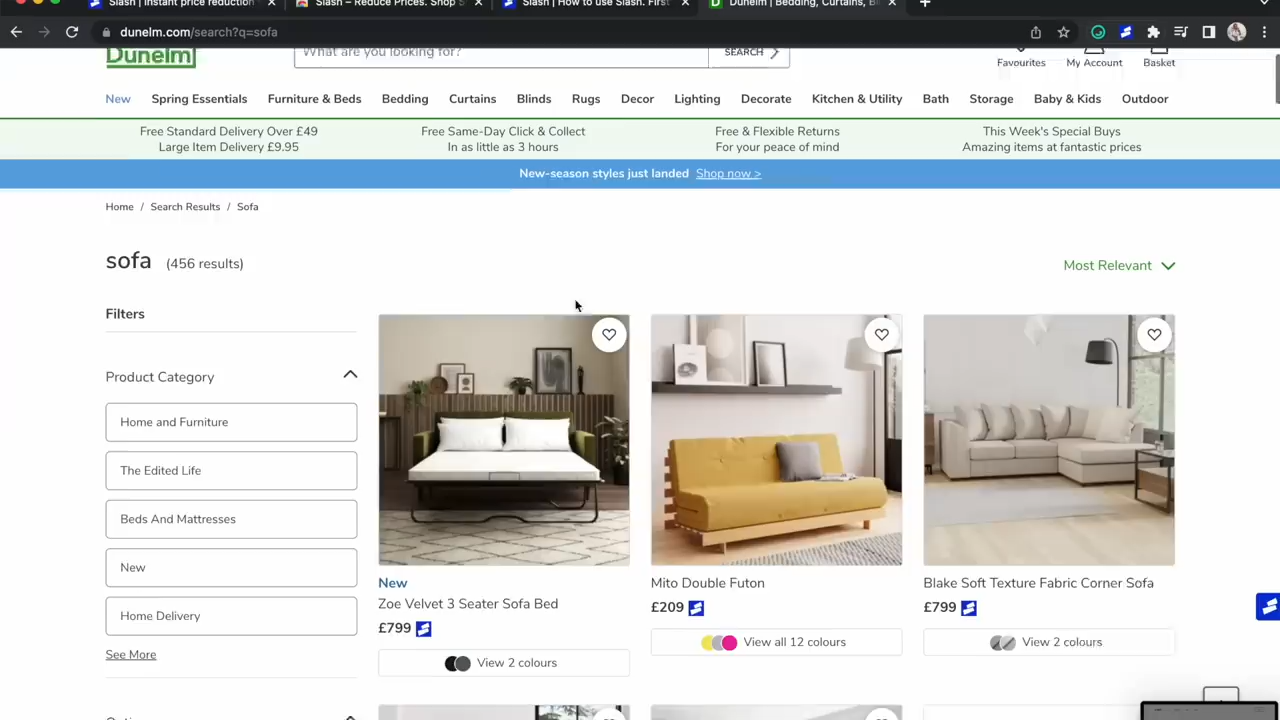 Slash | Instant price reduction
Slash – Reduce Prices. Shop S
Slash | How to use Slash. First
Dunelm | Bedding, Curtains, B
dunelm.com/search?q=sofa
Dunelm
What are you looking for?
SEARCH
Favourites
My Account
Basket
New
Spring Essentials
Furniture & Beds
Bedding
Curtains
Blinds
Rugs
Decor
Lighting
Decorate
Kitchen & Utility
Bath
Storage
Baby & Kids
Outdoor
Free Standard Delivery Over £49
Large Item Delivery £9.95
Free Same-Day Click & Collect
In as little as 3 hours
Free & Flexible Returns
For your peace of mind
This Week's Special Buys
Amazing items at fantastic prices
New-season styles just landed Shop now >
Home / Search Results / Sofa
sofa (456 results)
Most Relevant
Filters
Product Category
Home and Furniture
The Edited Life
Beds And Mattresses
New
Home Delivery
See More
New
Zoe Velvet 3 Seater Sofa Bed
£799
View 2 colours
Mito Double Futon
£209
View all 12 colours
Blake Soft Texture Fabric Corner Sofa
£799
View 2 colours